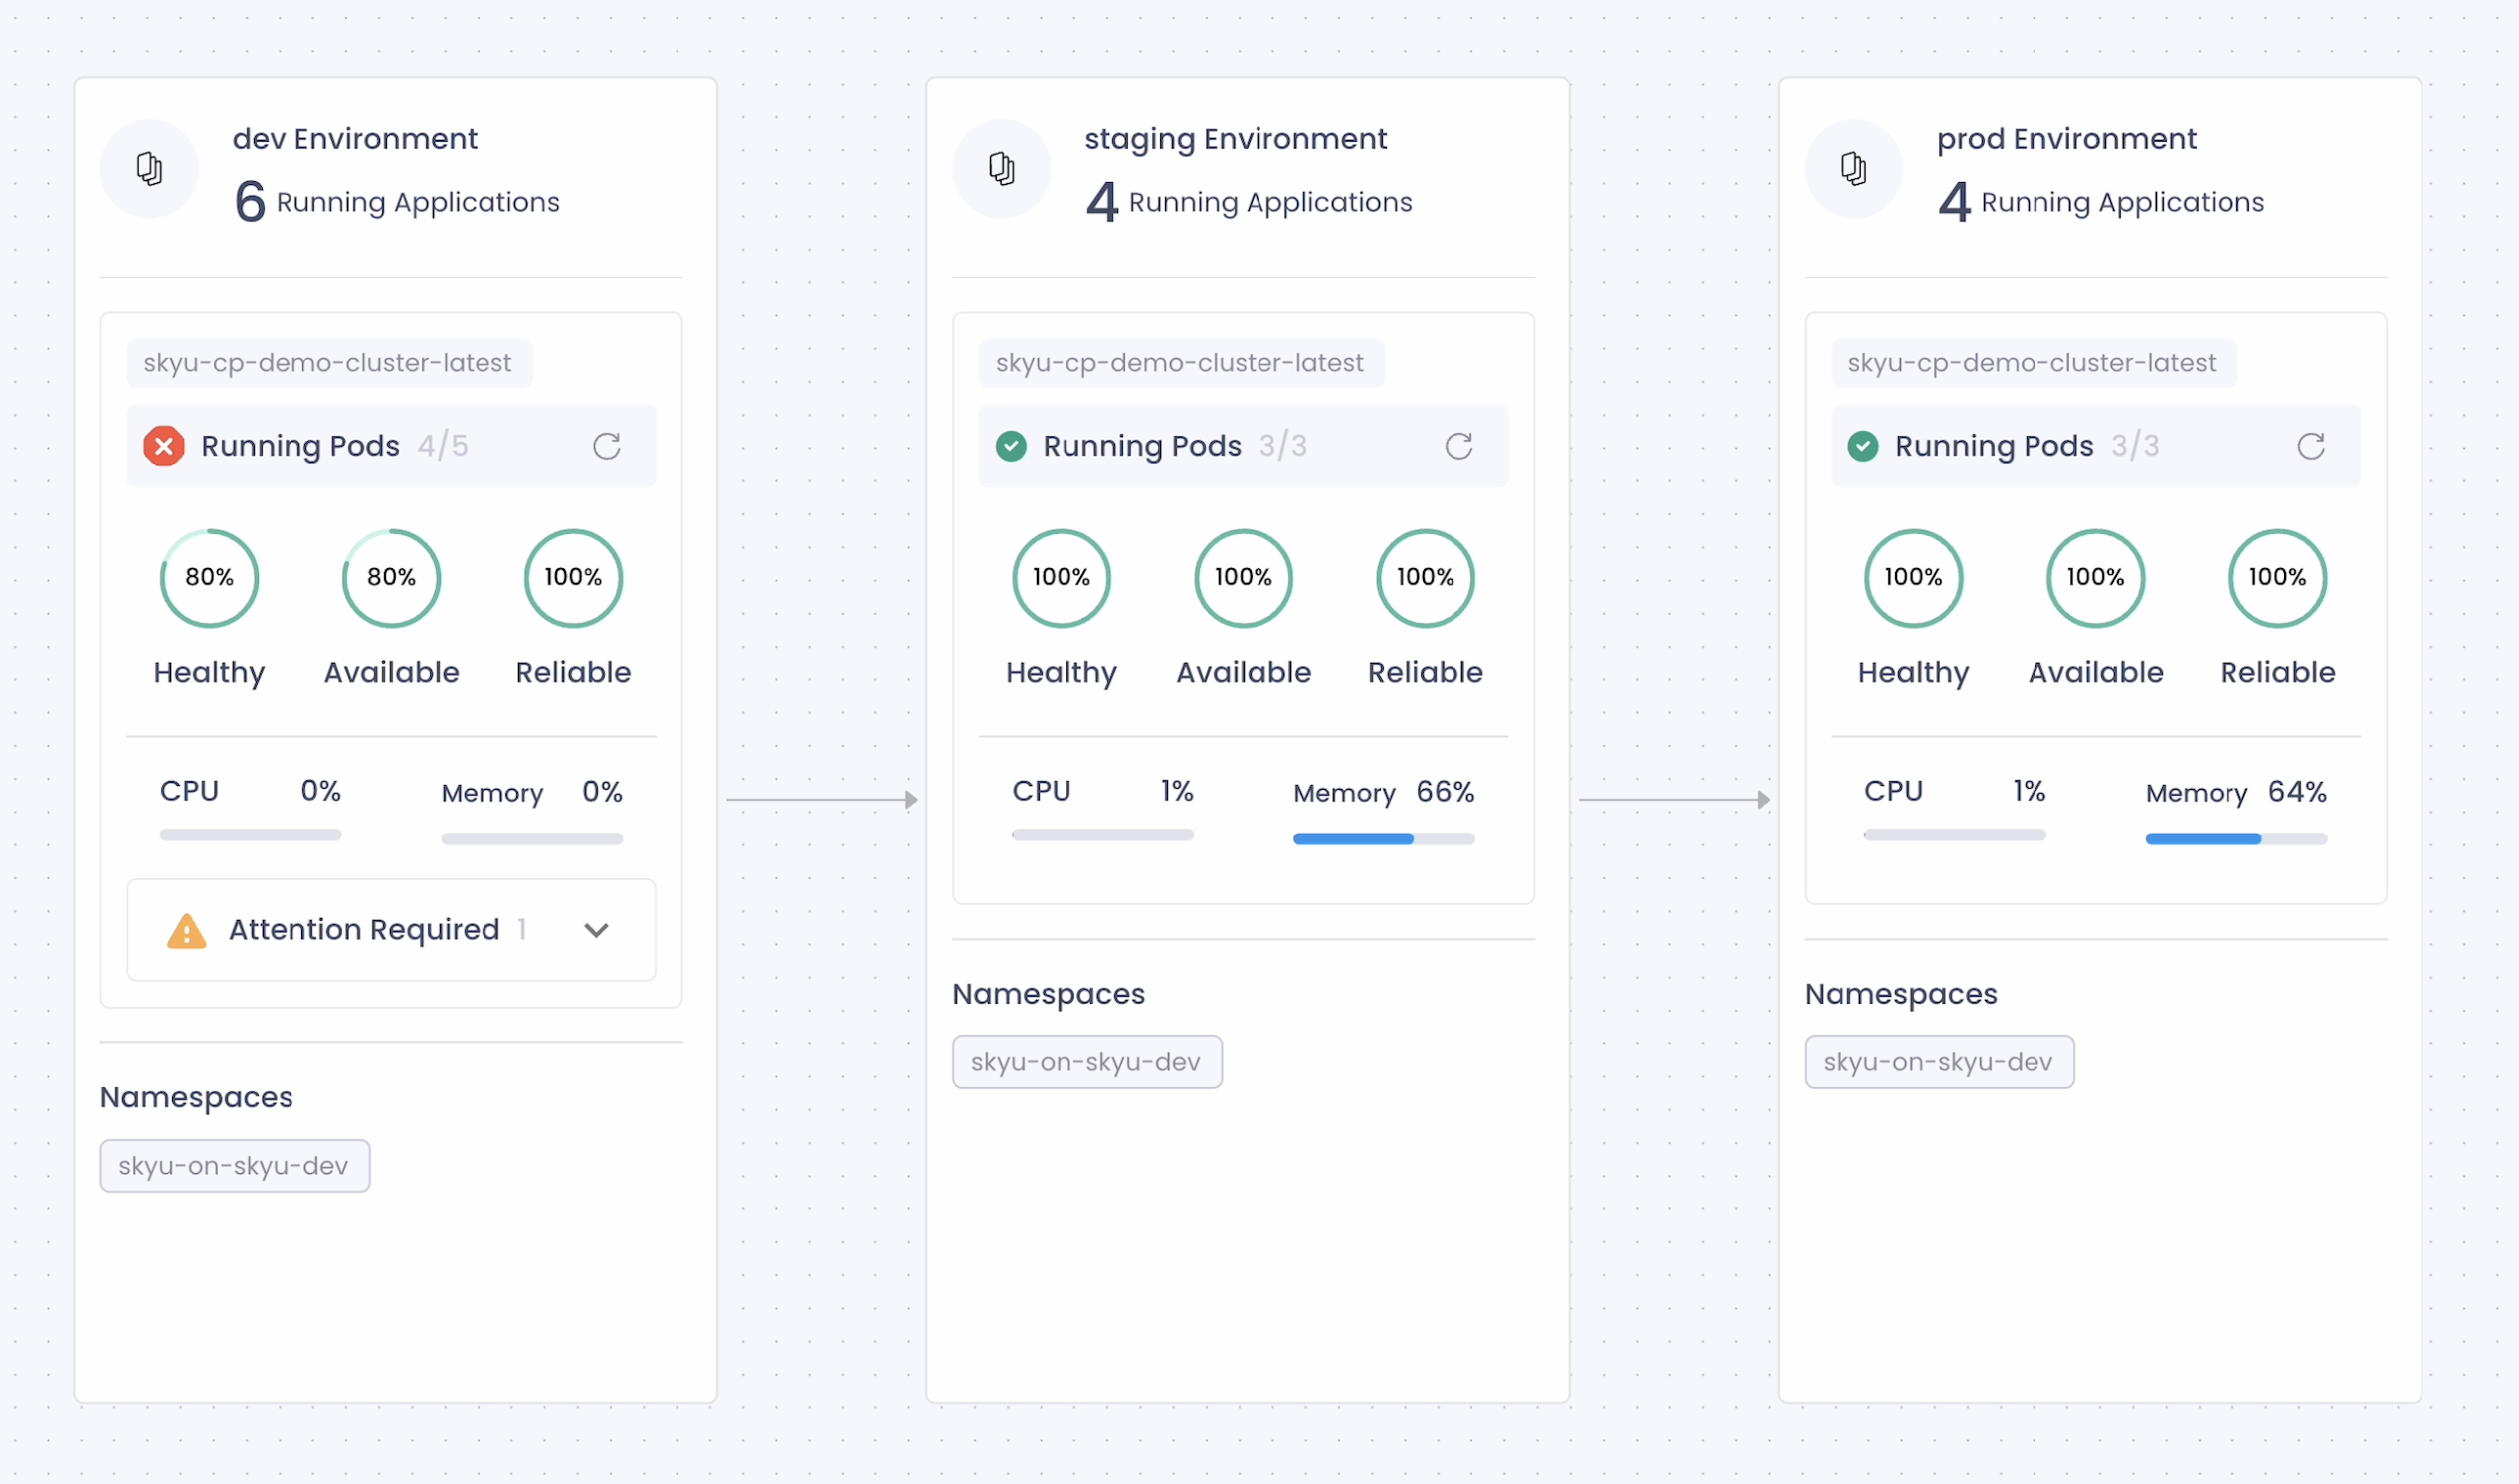 dev Environment
6 Running Applications
skyu-cp-demo-cluster-latest
Running Pods 4/5
80% 80% 100%
Healthy Available Reliable
CPU 0% Memory 0%
Attention Required 1
Namespaces
skyu-on-skyu-dev
staging Environment
4 Running Applications
skyu-cp-demo-cluster-latest
Running Pods 3/3
100% 100% 100%
Healthy Available Reliable
CPU 1% Memory 66%
Namespaces
skyu-on-skyu-dev
prod Environment
4 Running Applications
skyu-cp-demo-cluster-latest
Running Pods 3/3
100% 100% 100%
Healthy Available Reliable
CPU 1% Memory 64%
Namespaces
skyu-on-skyu-dev